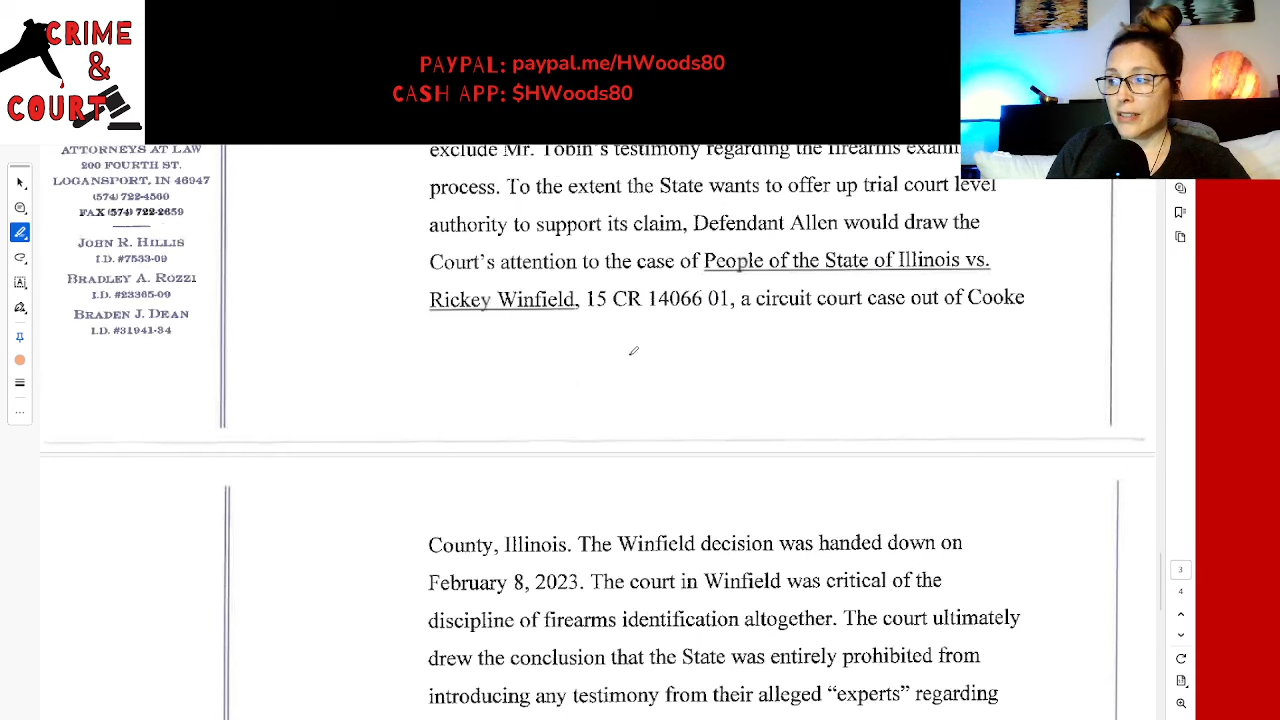 CRIME
&
COURT
PAYPAL: paypal.me/HWoods80
CASH APP: $HWoods80
ATTORNEYS AT LAW
200 FOURTH ST.
LOGANSPORT, IN 46947
(574) 722-4560
FAX (574) 722-2659
JOHN R. HILLIS
I.D. #7533-09
BRADLEY A. ROZZI
I.D. #23365-09
BRADEN J. DEAN
I.D. #31941-34
exclude Mr. Tobin's testimony regarding the firearms
process. To the extent the State wants to offer up trial court level
authority to support its claim, Defendant Allen would draw the
Court's attention to the case of People of the State of Illinois vs.
Rickey Winfield, 15 CR 14066 01, a circuit court case out of Cooke
County, Illinois. The Winfield decision was handed down on
February 8, 2023. The court in Winfield was critical of the
discipline of firearms identification altogether. The court ultimately
drew the conclusion that the State was entirely prohibited from
introducing any testimony from their alleged “experts” regarding
3
4